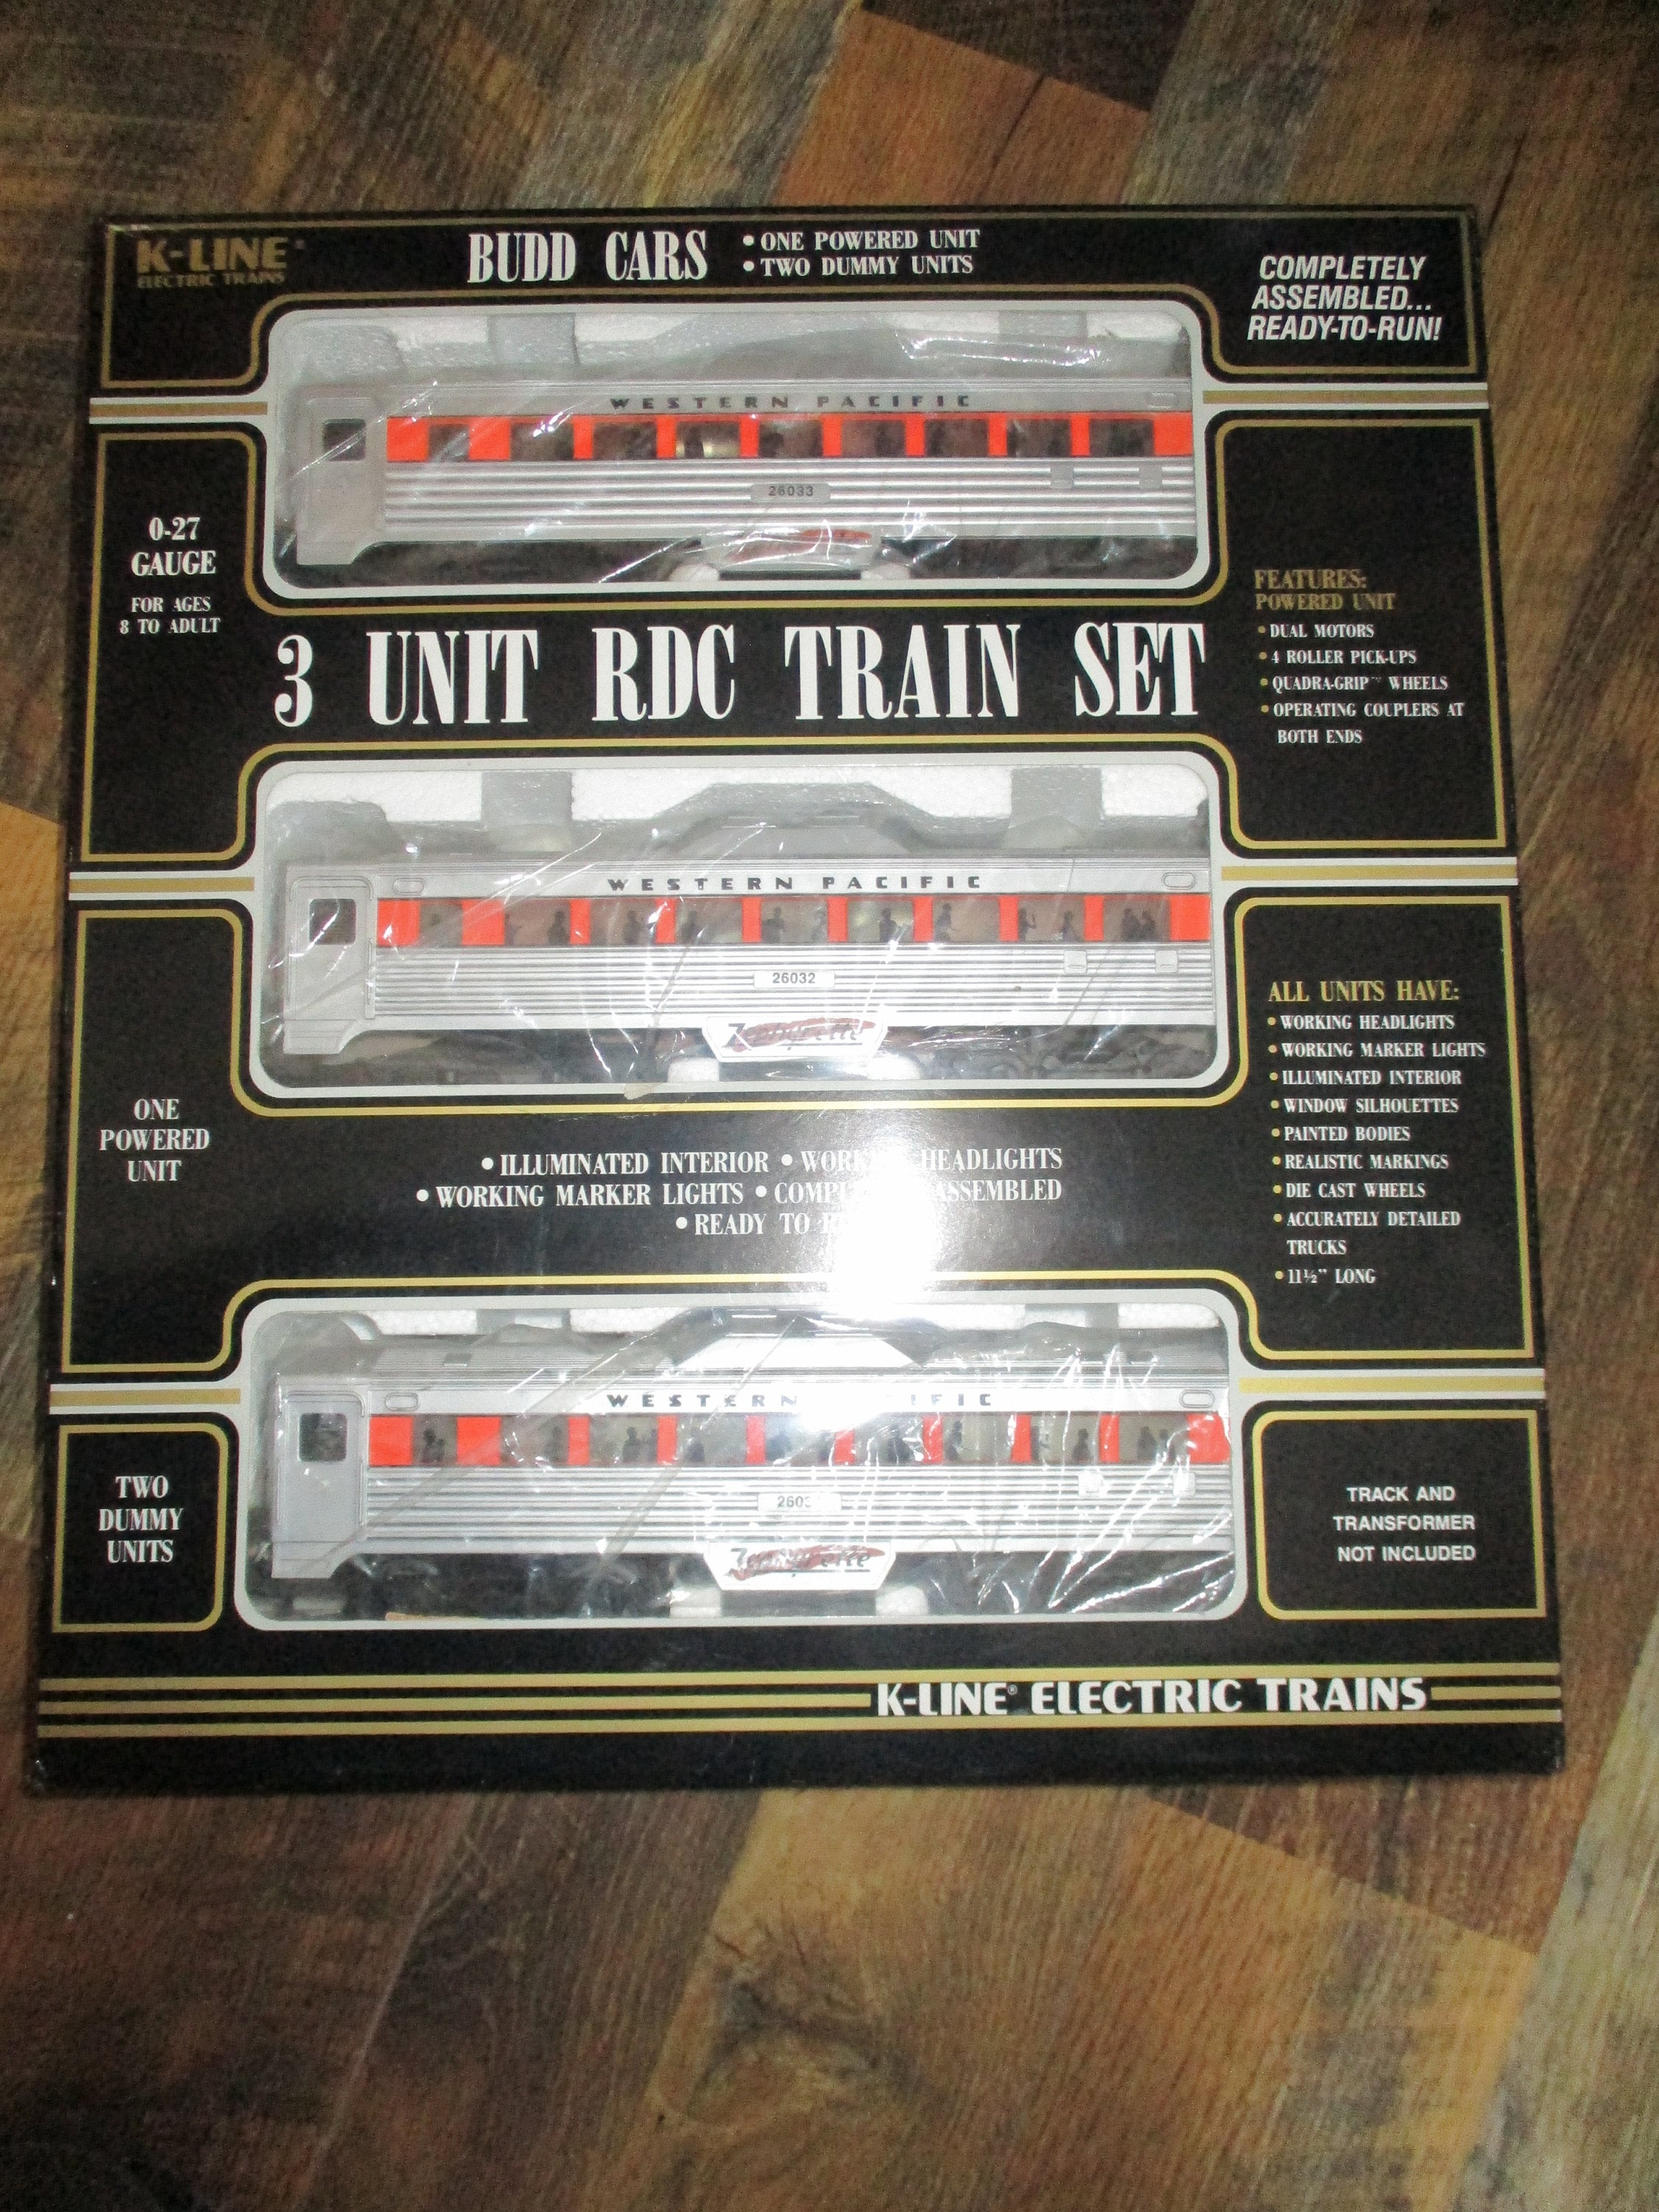 K-LINE®
ELECTRIC TRAINS
BUDD CARS
• ONE POWERED UNIT
• TWO DUMMY UNITS
COMPLETELY
ASSEMBLED...
READY-TO-RUN!
WESTERN PACIFIC
26033
0-27
GAUGE
FOR AGES
8 TO ADULT
3 UNIT RDC TRAIN SET
FEATURES:
POWERED UNIT
• DUAL MOTORS
• 4 ROLLER PICK-UPS
• QUADRA-GRIP™ WHEELS
• OPERATING COUPLERS AT
BOTH ENDS
WESTERN PACIFIC
26032
Zephyrette
ONE
POWERED
UNIT
• ILLUMINATED INTERIOR • HEADLIGHTS
• WORKING MARKER LIGHTS • ASSEMBLED
• READY TO
ALL UNITS HAVE:
• WORKING HEADLIGHTS
• WORKING MARKER LIGHTS
• ILLUMINATED INTERIOR
• WINDOW SILHOUETTES
• PAINTED BODIES
• REALISTIC MARKINGS
• DIE CAST WHEELS
• ACCURATELY DETAILED
TRUCKS
• 11½" LONG
WESTERN
Zephyrette
TWO
DUMMY
UNITS
TRACK AND
TRANSFORMER
NOT INCLUDED
K-LINE® ELECTRIC TRAINS